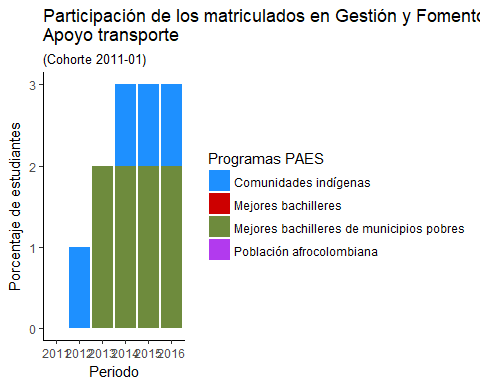 Participación de los matriculados en Gestión y Fomento
Apoyo transporte
(Cohorte 2011-01)
Porcentaje de estudiantes
3
2
1
0
2011 2012 2013 2014 2015 2016
Periodo
Programas PAES
Comunidades indígenas
Mejores bachilleres
Mejores bachilleres de municipios pobres
Población afrocolombiana